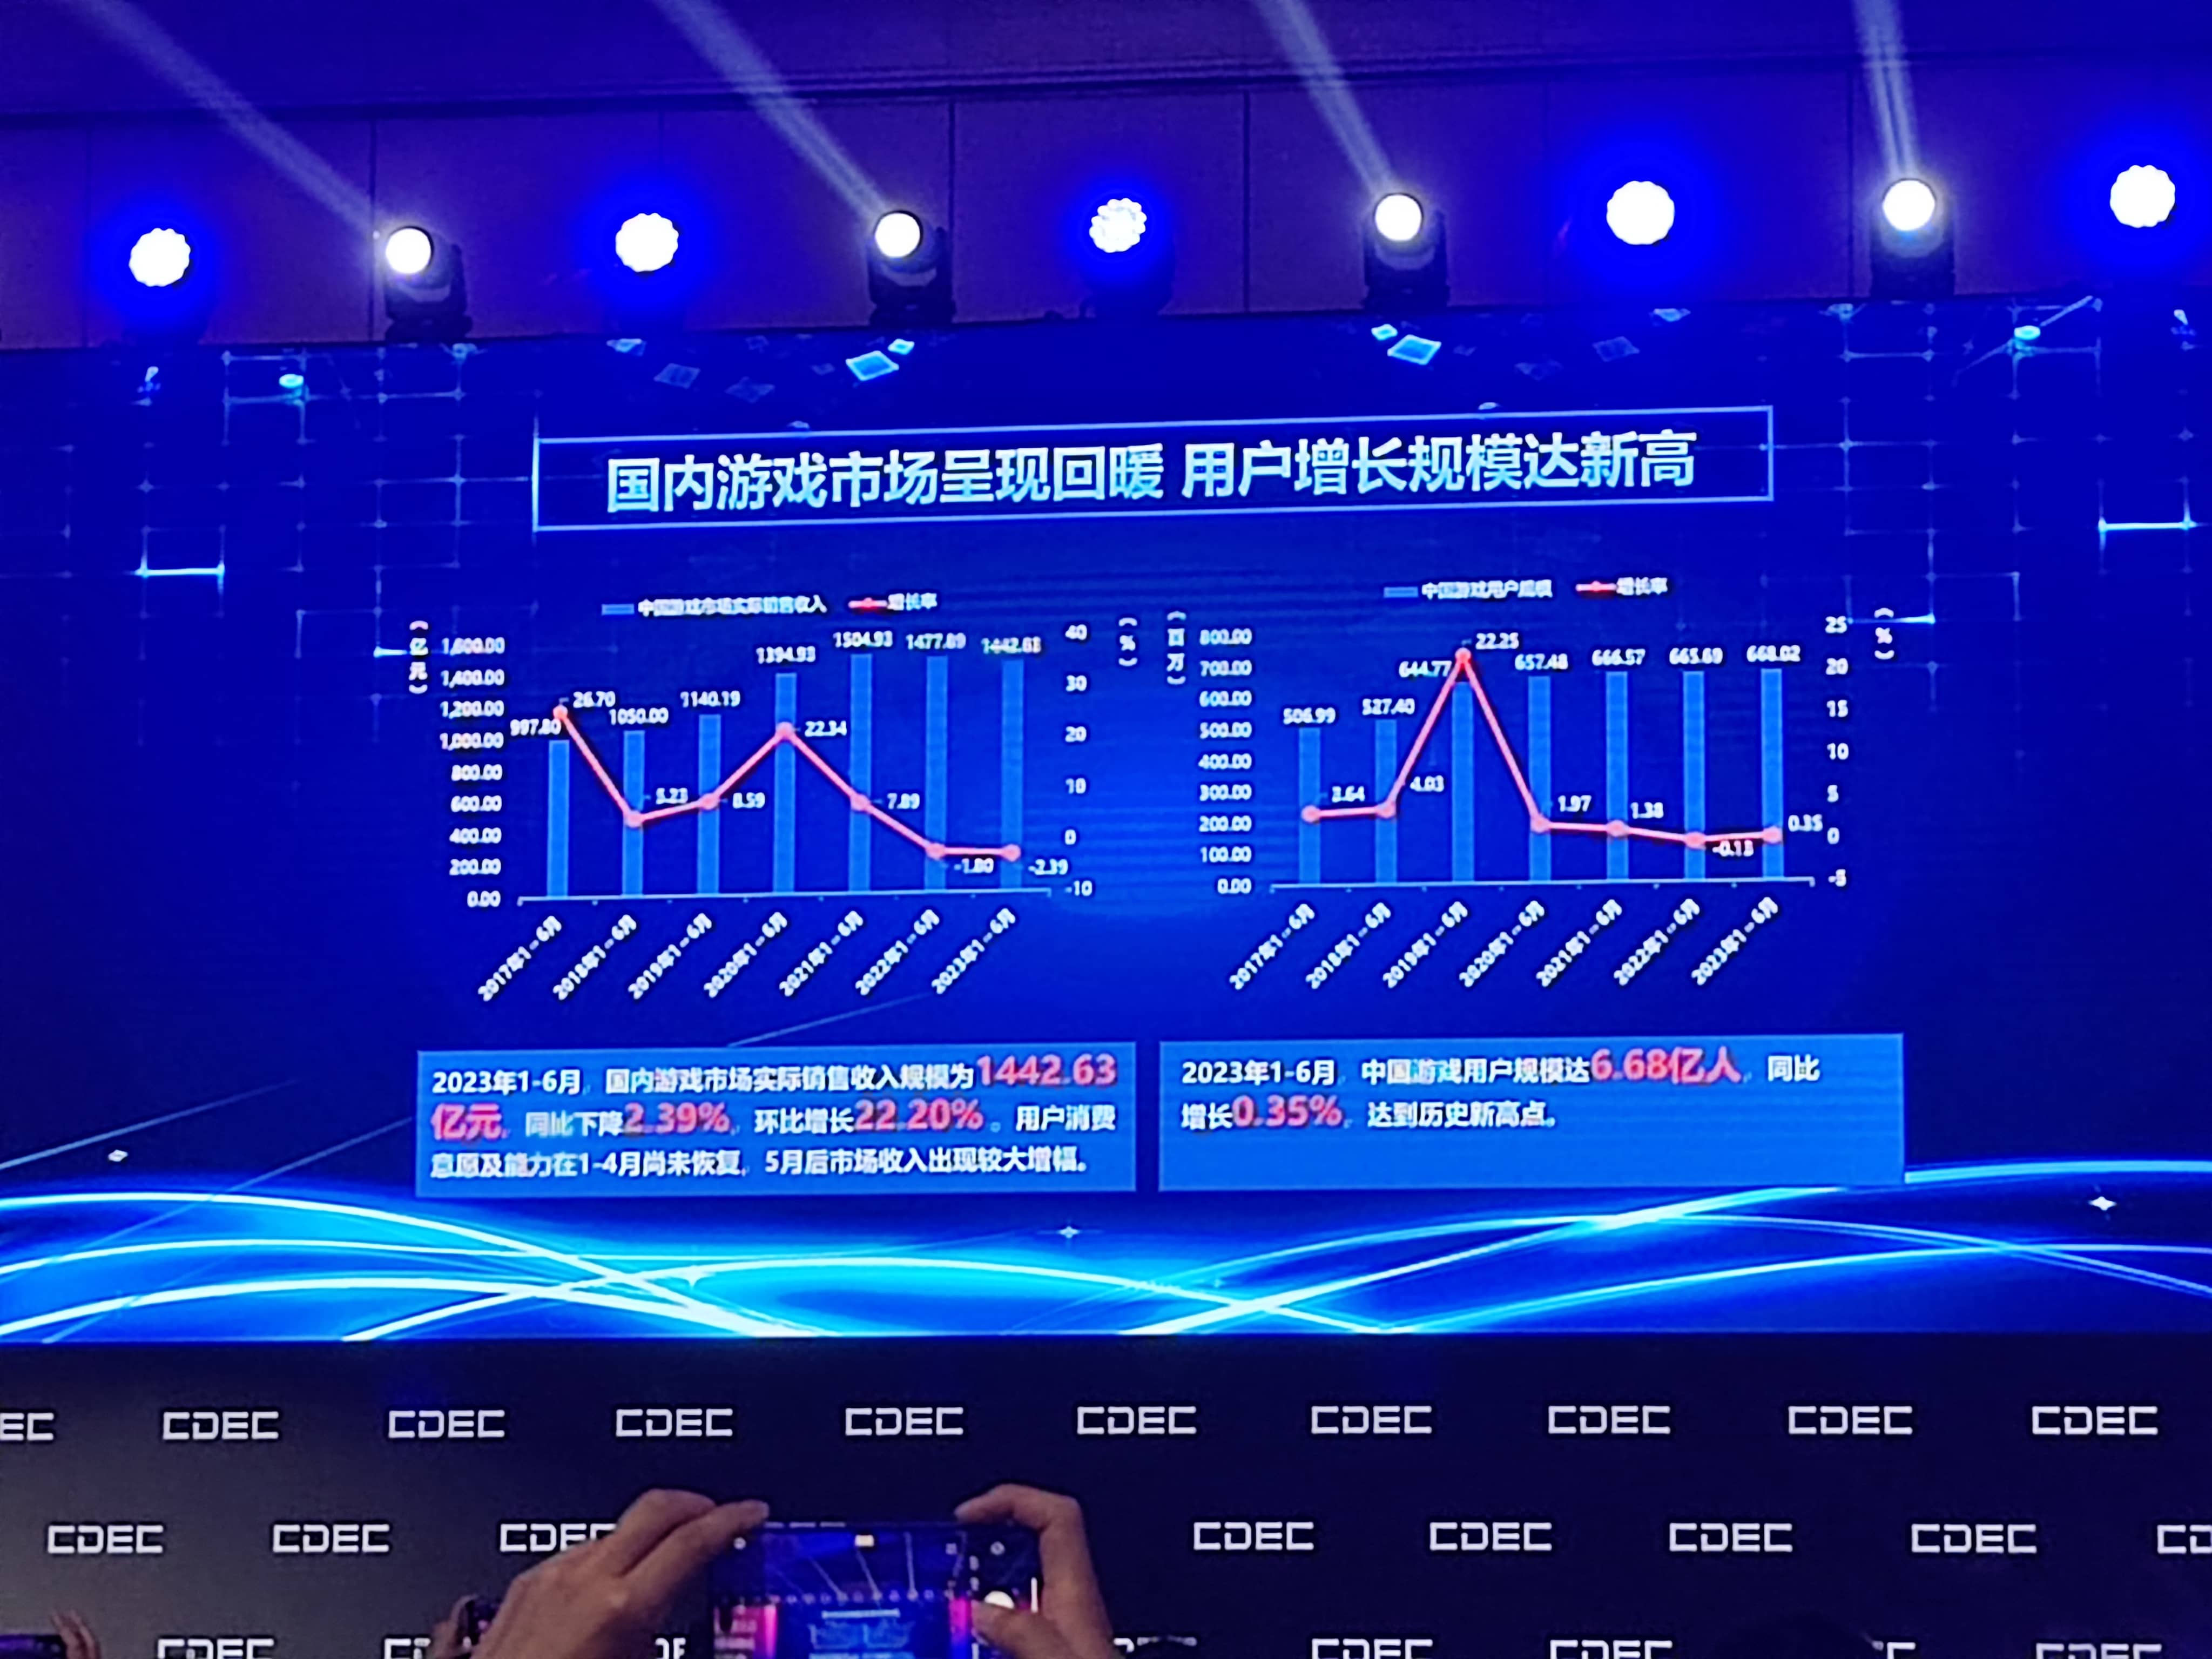 国内游戏市场呈现回暖 用户增长规模达新高
中国游戏市场实际销售收入 增长率
(亿元)
(%)
1,600.00
1,400.00
1,200.00
1,000.00
800.00
600.00
400.00
200.00
0.00
997.80
1050.00
1140.19
1394.93
1504.93
1477.89
1442.63
26.70
5.23
8.59
22.34
7.89
-1.80
-2.39
40
30
20
10
0
-10
2017年1-6月
2018年1-6月
2019年1-6月
2020年1-6月
2021年1-6月
2022年1-6月
2023年1-6月
中国游戏用户规模 增长率
(百万)
(%)
800.00
700.00
600.00
500.00
400.00
300.00
200.00
100.00
0.00
506.99
527.40
644.77
657.48
666.57
665.69
668.02
3.64
4.03
22.25
1.97
1.38
-0.13
0.35
25
20
15
10
5
0
-5
2017年1-6月
2018年1-6月
2019年1-6月
2020年1-6月
2021年1-6月
2022年1-6月
2023年1-6月
2023年1-6月，国内游戏市场实际销售收入规模为1442.63
亿元，同比下降2.39%，环比增长22.20%。用户消费
意愿及能力在1-4月尚未恢复，5月后市场收入出现较大增幅。
2023年1-6月，中国游戏用户规模达6.68亿人，同比
增长0.35%，达到历史新高点。
EC CDEC CDEC CDEC CDEC CDEC CDEC CDEC CDEC CDEC
CDEC CDEC CDEC CDEC CDEC CDEC CDEC CD
CDEC CDEC CDEC CDEC